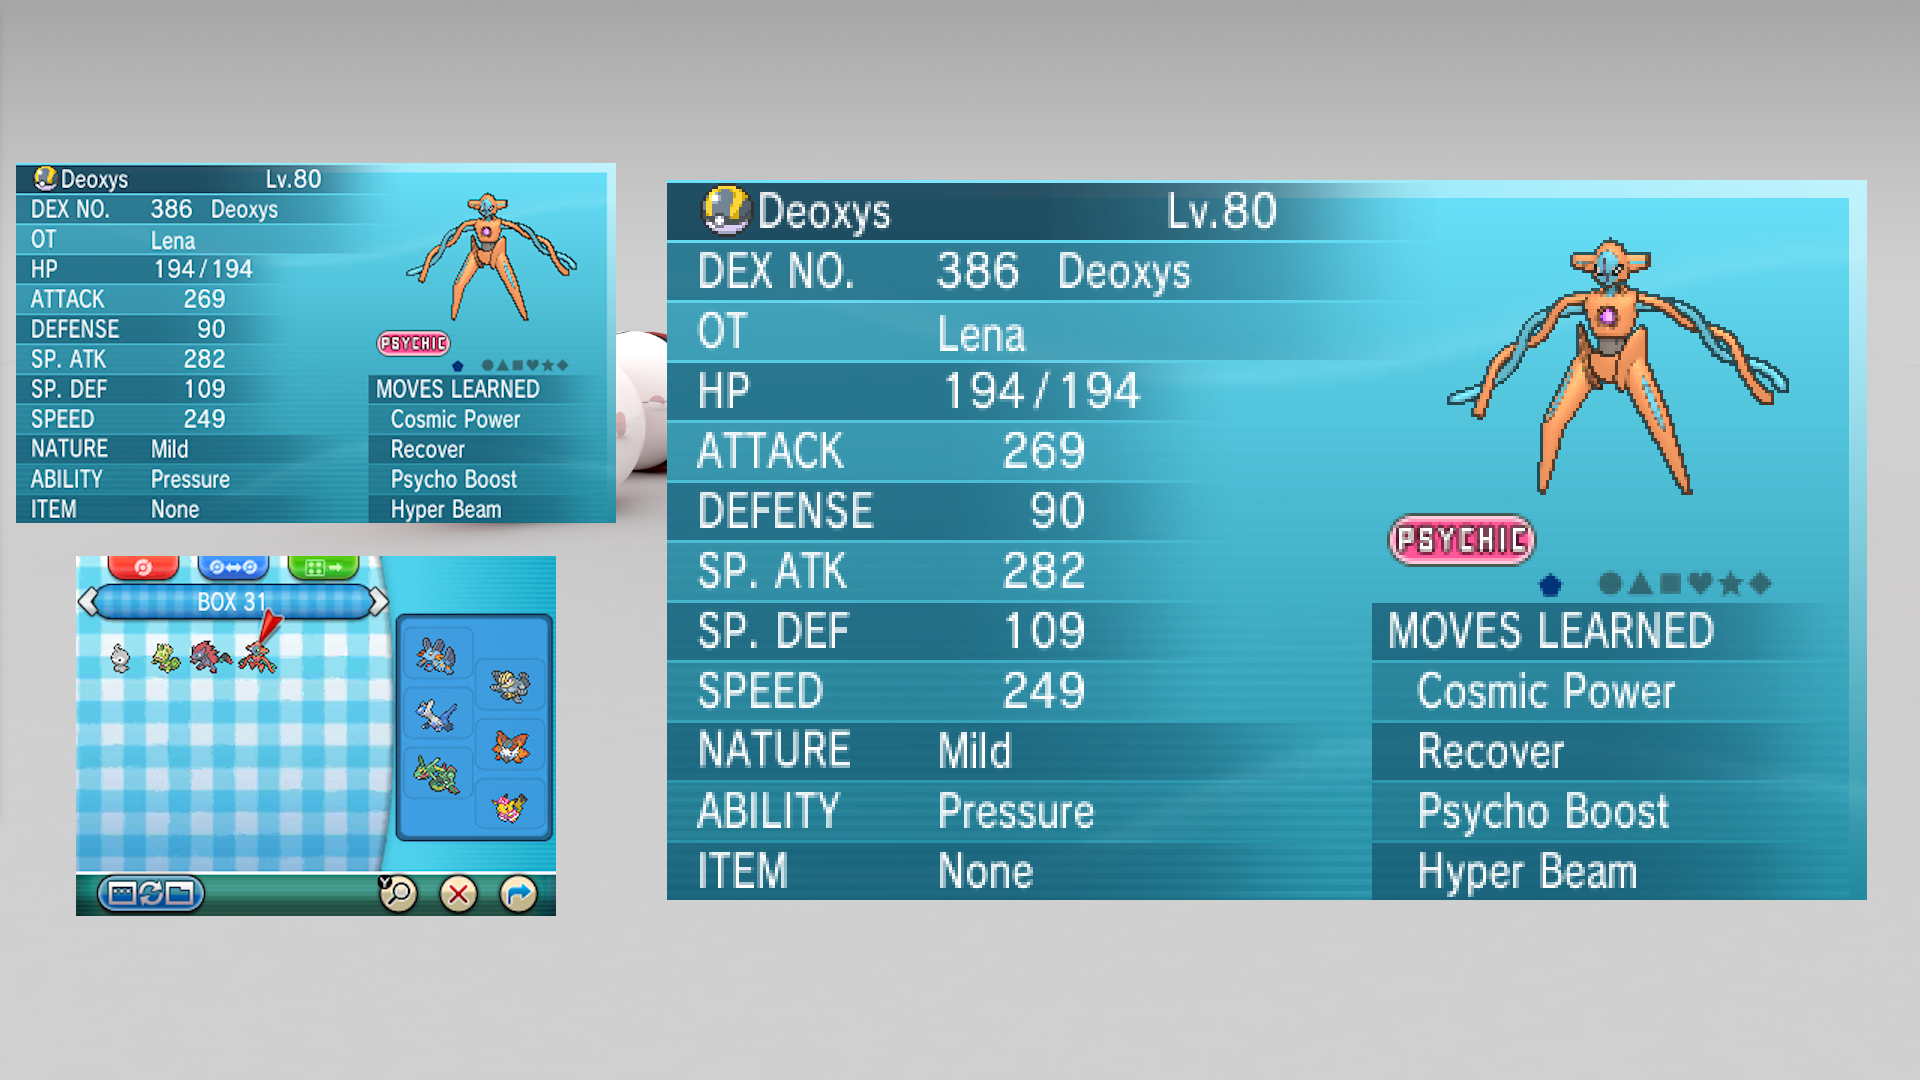 Deoxys Lv.80
DEX NO. 386 Deoxys
OT Lena
HP 194/194
ATTACK 269
DEFENSE 90
SP. ATK 282
SP. DEF 109
SPEED 249
NATURE Mild
ABILITY Pressure
ITEM None
PSYCHIC
MOVES LEARNED
Cosmic Power
Recover
Psycho Boost
Hyper Beam
BOX 31
Y
Deoxys Lv.80
DEX NO. 386 Deoxys
OT Lena
HP 194/194
ATTACK 269
DEFENSE 90
SP. ATK 282
SP. DEF 109
SPEED 249
NATURE Mild
ABILITY Pressure
ITEM None
PSYCHIC
MOVES LEARNED
Cosmic Power
Recover
Psycho Boost
Hyper Beam